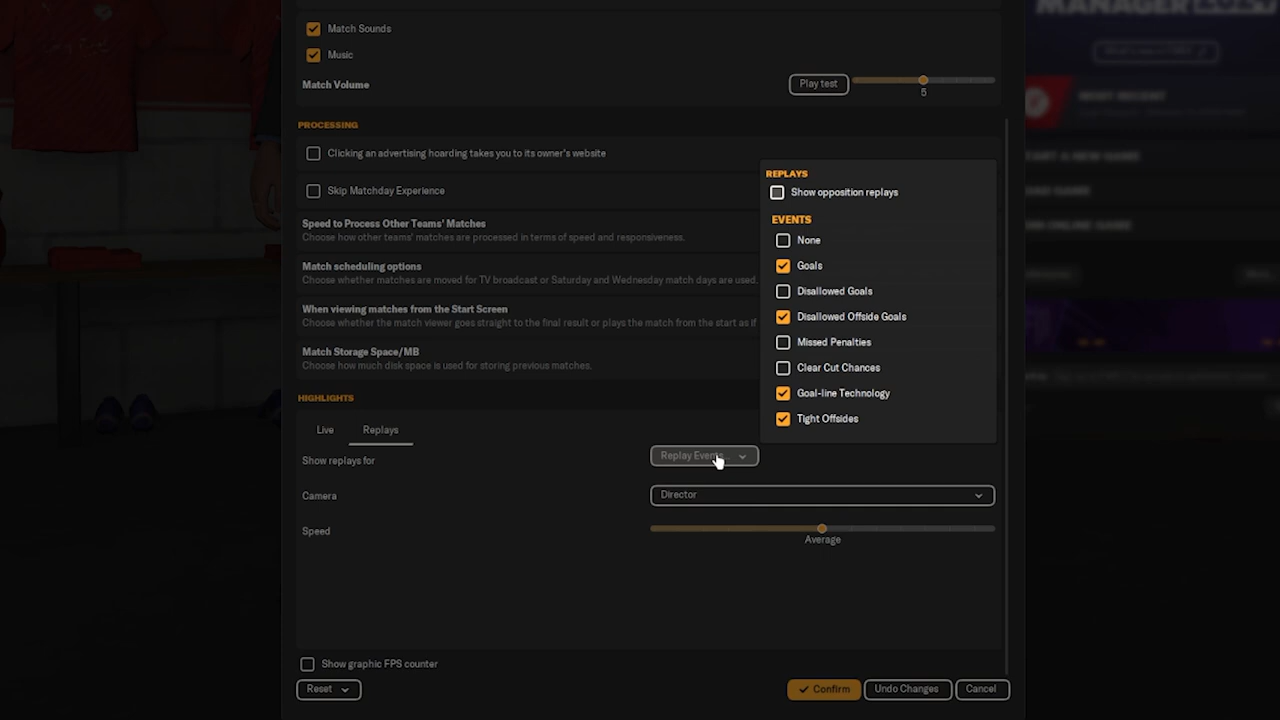 MANAGER
Match Sounds
Music
Match Volume
Play test
5
MOST RECENT
PROCESSING
Clicking an advertising hoarding takes you to its owner's website
Skip Matchday Experience
Speed to Process Other Teams' Matches
Choose how other teams' matches are processed in terms of speed and responsiveness.
Match scheduling options
Choose whether matches are moved for TV broadcast or Saturday and Wednesday match days are used.
When viewing matches from the Start Screen
Choose whether the match viewer goes straight to the final result or plays the match from the start as if
Match Storage Space/MB
Choose how much disk space is used for storing previous matches.
REPLAYS
Show opposition replays
EVENTS
None
Goals
Disallowed Goals
Disallowed Offside Goals
Missed Penalties
Clear Cut Chances
Goal-line Technology
Tight Offsides
HIGHLIGHTS
Live
Replays
Show replays for
Replay
Camera
Director
Speed
Average
Show graphic FPS counter
Reset
Confirm
Undo Changes
Cancel